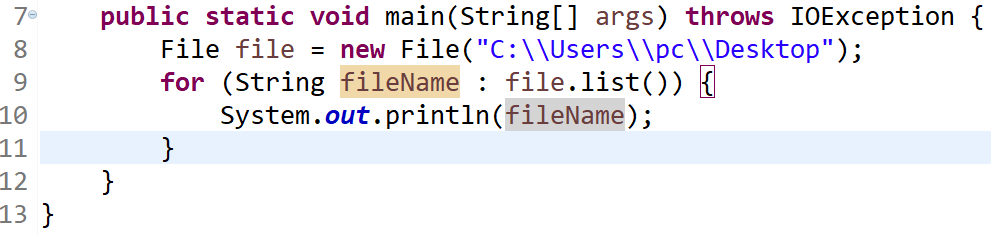 7 public static void main(String[] args) throws IOException {
8 File file = new File("C:\\Users\\pc\\Desktop");
9 for (String fileName : file.list()) {
10 System.out.println(fileName);
11 }
12 }
13 }